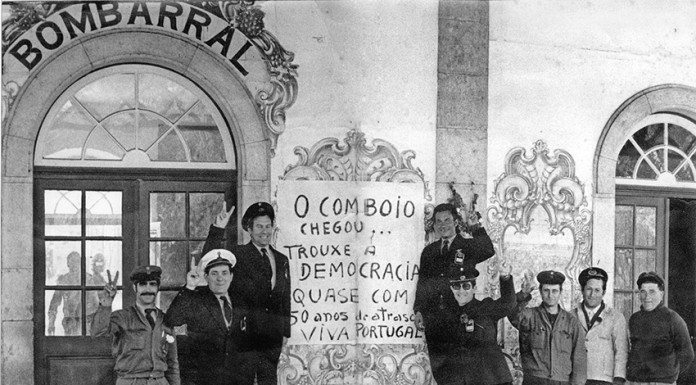 BOMBARRAL
O COMBOIO
CHEGOU...
TROUXE A
DEMOCRACIA
QUASE COM
50 anos de atraso
VIVA PORTUGAL